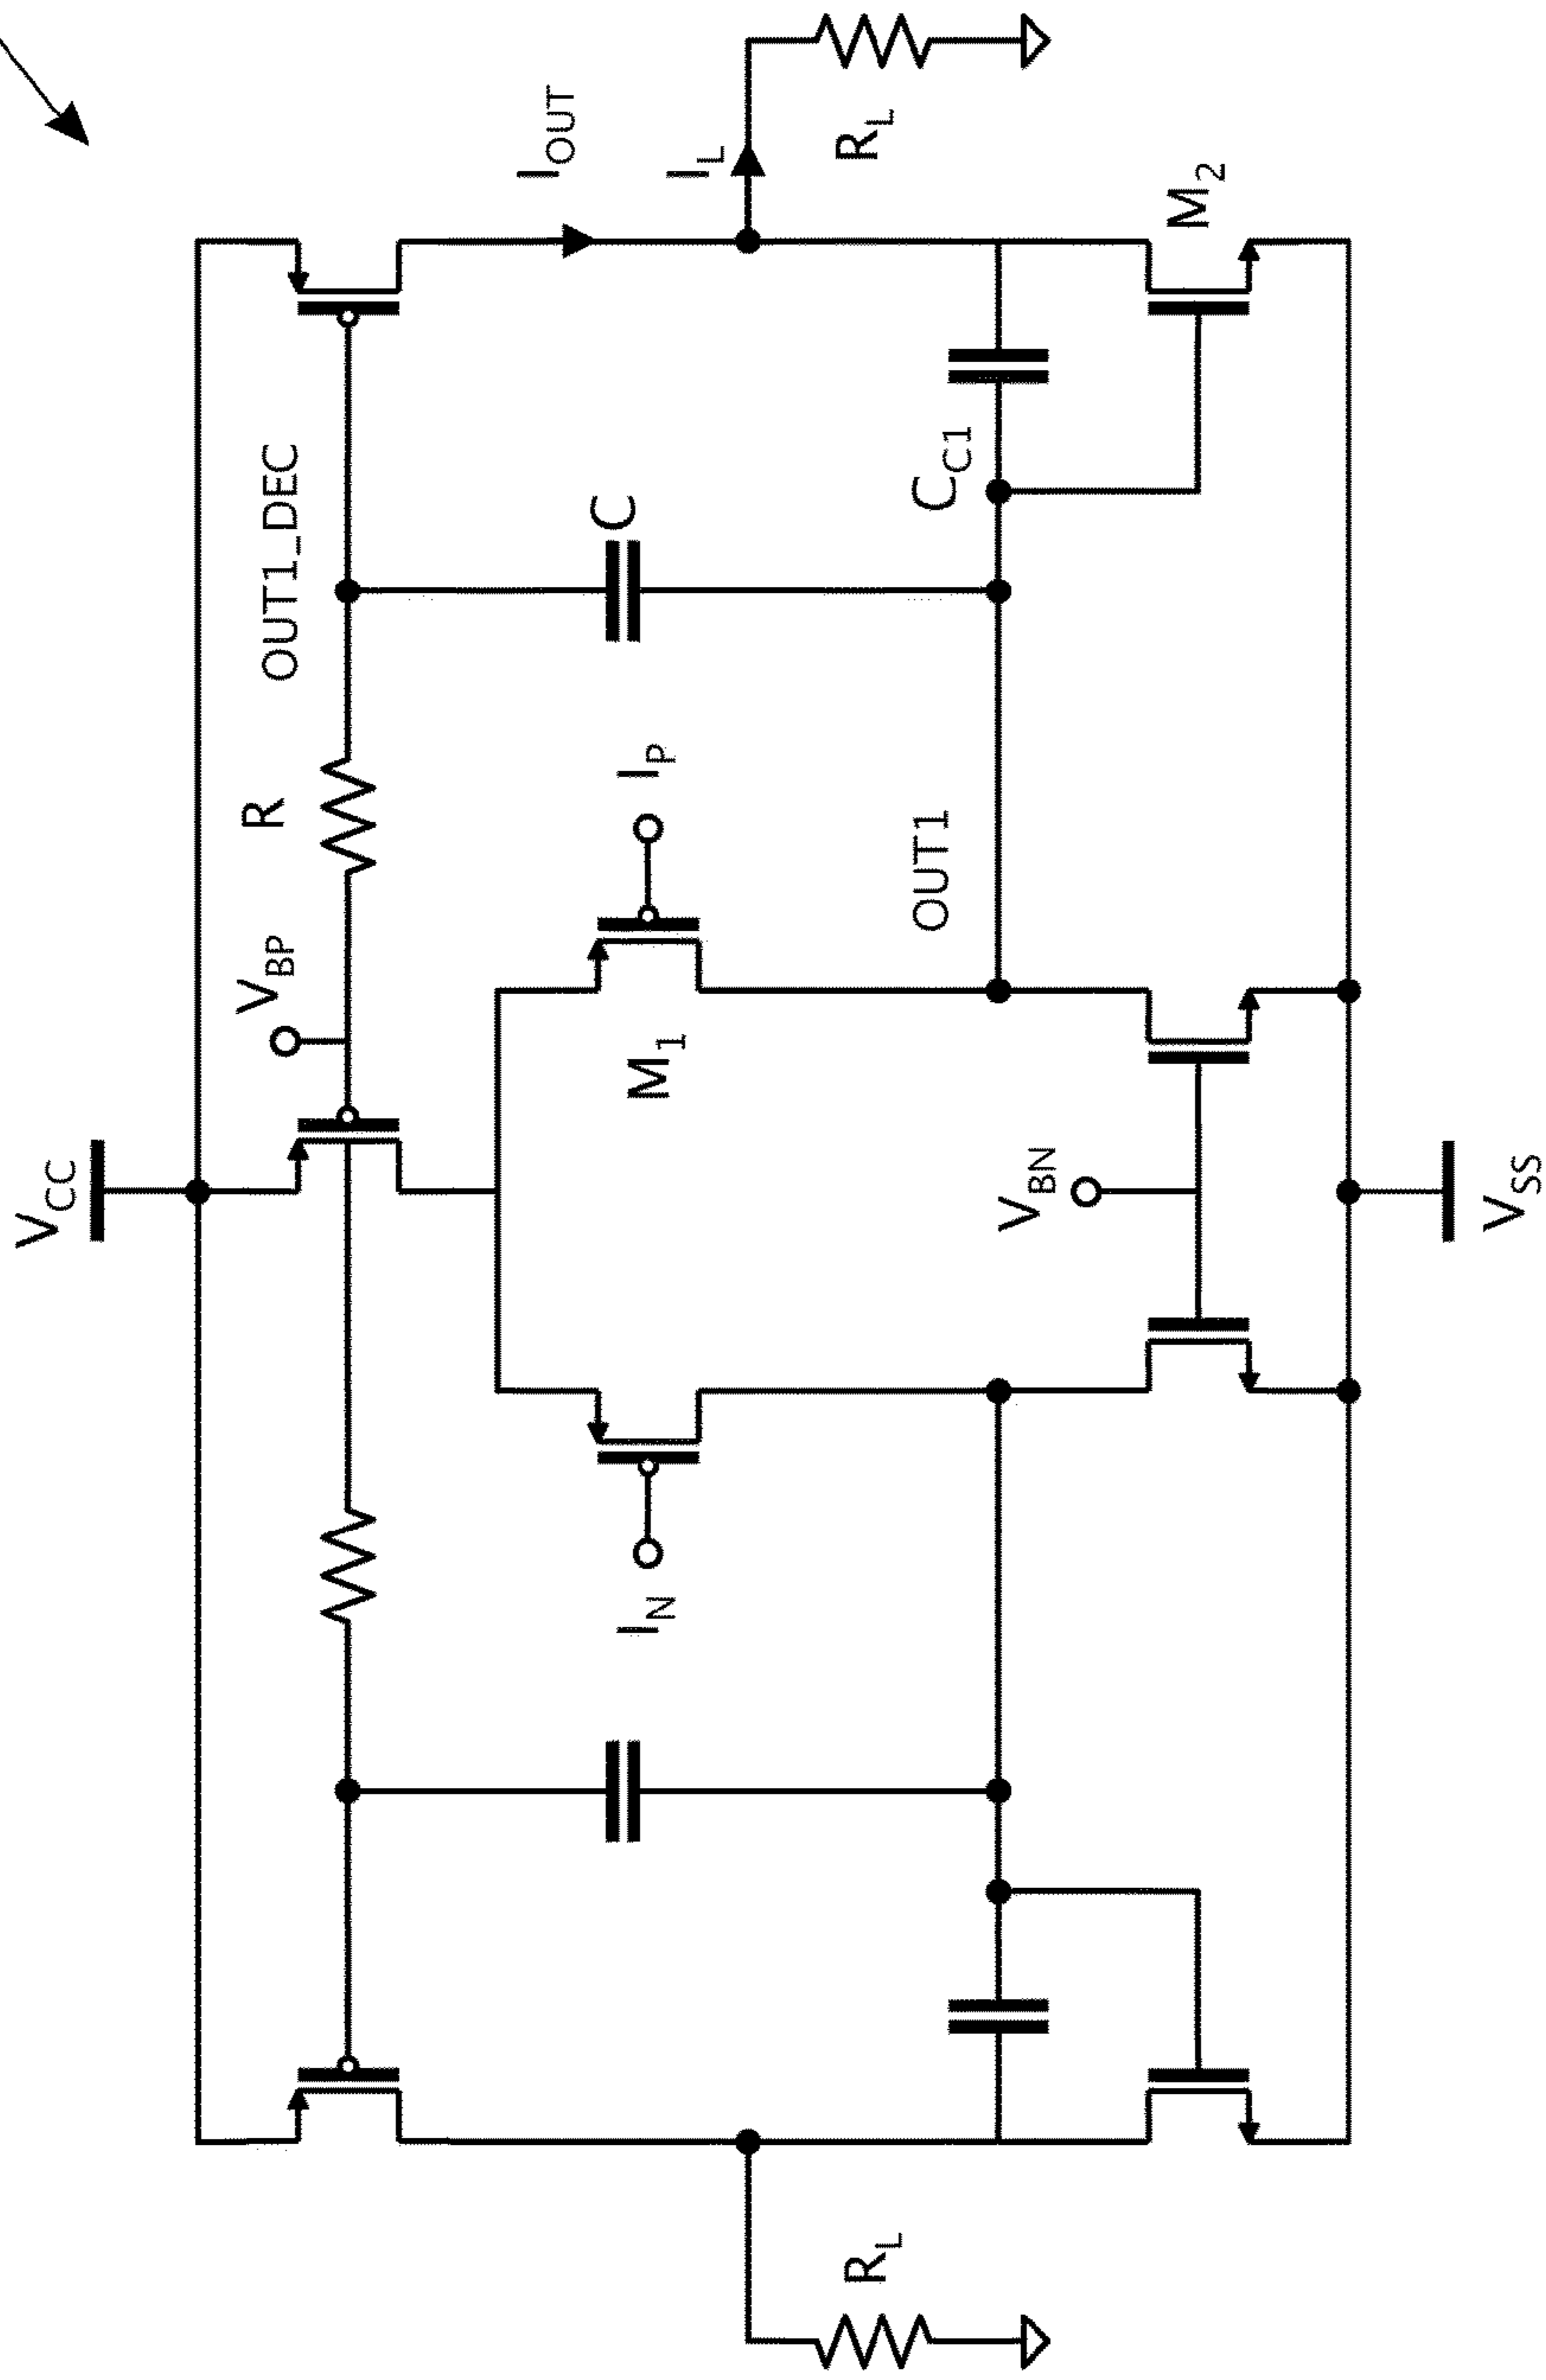 V_CC
V_BP
R
OUT1_DEC
I_OUT
C
I_L
R_L
I_N
I_P
M_1
OUT1
C_C1
R_L
V_BN
M_2
V_SS